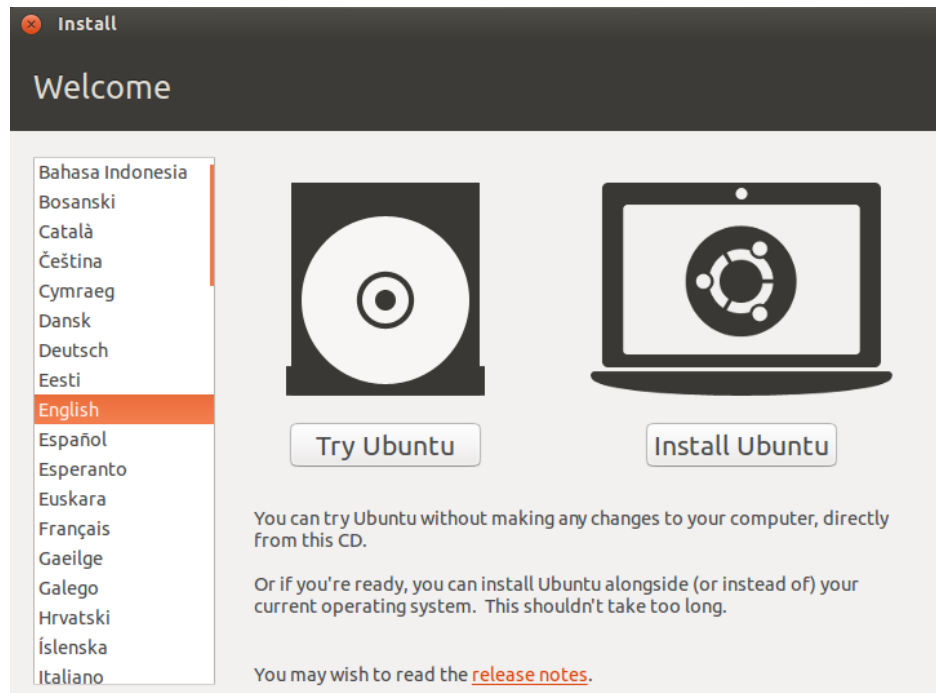 Install
Welcome
Bahasa Indonesia
Bosanski
Català
Čeština
Cymraeg
Dansk
Deutsch
Eesti
English
Español
Esperanto
Euskara
Français
Gaeilge
Galego
Hrvatski
Íslenska
Italiano
Try Ubuntu
Install Ubuntu
You can try Ubuntu without making any changes to your computer, directly
from this CD.
Or if you're ready, you can install Ubuntu alongside (or instead of) your
current operating system.  This shouldn't take too long.
You may wish to read the release notes.